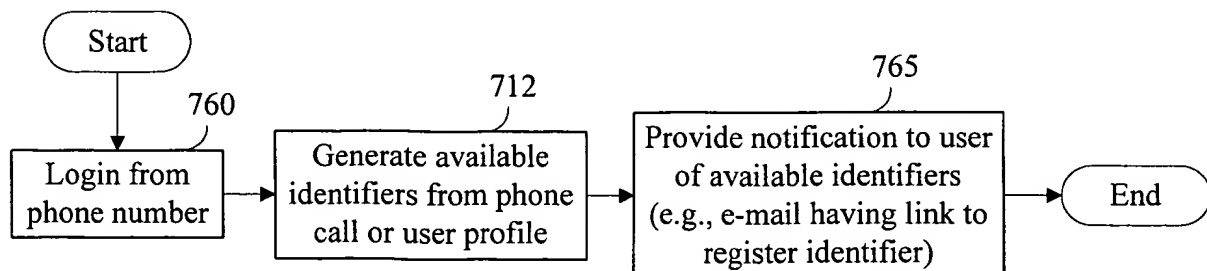 Start
760
Login from
phone number
712
Generate available
identifiers from phone
call or user profile
765
Provide notification to user
of available identifiers
(e.g., e-mail having link to
register identifier)
End